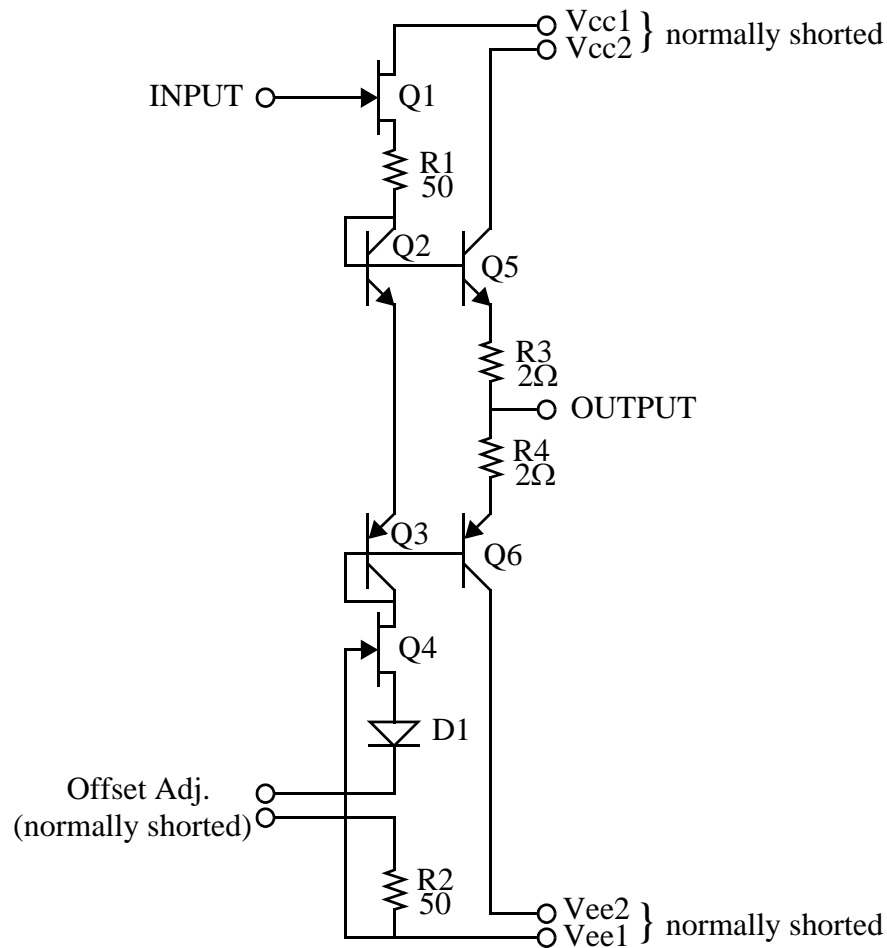 Vcc1
Vcc2
} normally shorted
INPUT
Q1
R1
50
Q2
Q5
R3
2Ω
OUTPUT
R4
2Ω
Q3
Q6
Q4
D1
Offset Adj.
(normally shorted)
R2
50
Vee2
Vee1
} normally shorted